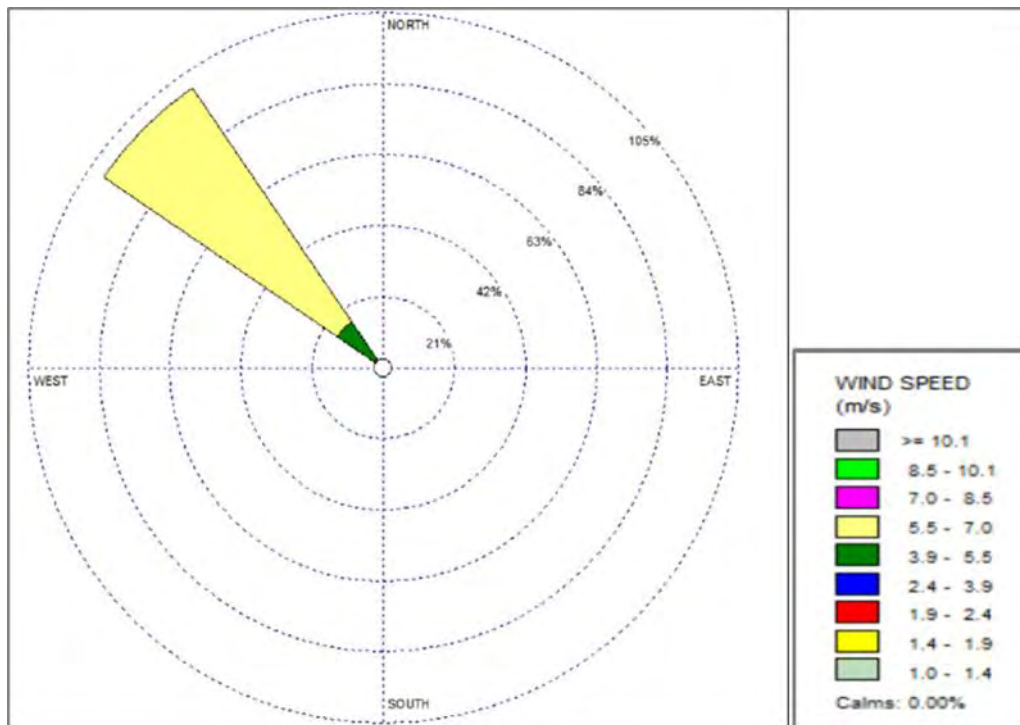 NORTH
105%
84%
63%
42%
21%
WEST
EAST
SOUTH
WIND SPEED
(m/s)
>= 10.1
8.5 - 10.1
7.0 - 8.5
5.5 - 7.0
3.9 - 5.5
2.4 - 3.9
1.9 - 2.4
1.4 - 1.9
1.0 - 1.4
Calms: 0.00%